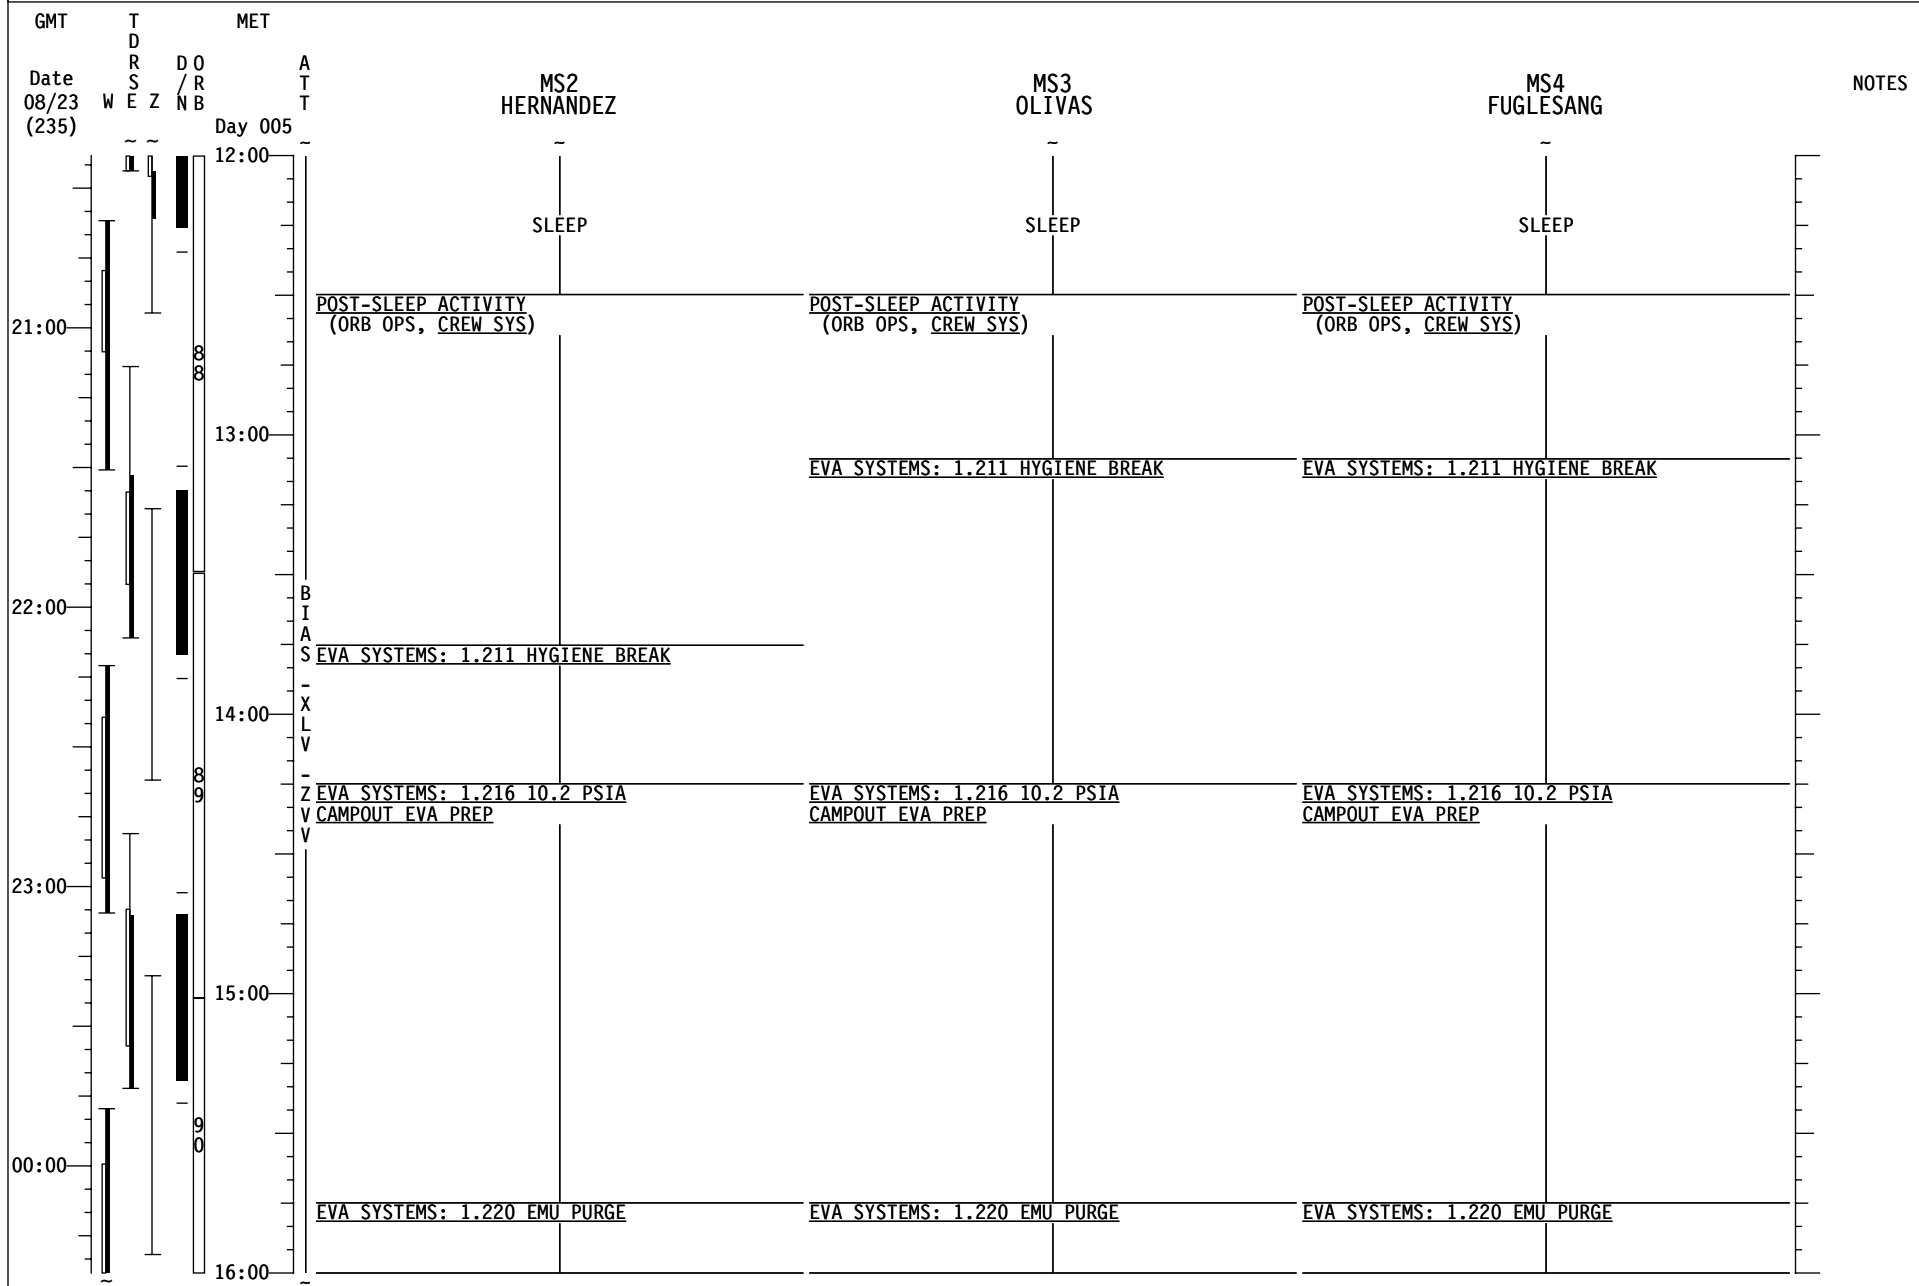 GMT
TDRS
MET
Date
08/23
(235)
W E Z
D/N
ORB
Day 005
ATT
MS2
HERNANDEZ
MS3
OLIVAS
MS4
FUGLESANG
NOTES
~ ~ ~ ~ ~ ~
12:00
SLEEP SLEEP SLEEP
POST-SLEEP ACTIVITY POST-SLEEP ACTIVITY POST-SLEEP ACTIVITY
(ORB OPS, CREW SYS) (ORB OPS, CREW SYS) (ORB OPS, CREW SYS)
21:00
88
13:00
EVA SYSTEMS: 1.211 HYGIENE BREAK EVA SYSTEMS: 1.211 HYGIENE BREAK
22:00
BIAS -XLV -ZVV
EVA SYSTEMS: 1.211 HYGIENE BREAK
14:00
89
EVA SYSTEMS: 1.216 10.2 PSIA EVA SYSTEMS: 1.216 10.2 PSIA EVA SYSTEMS: 1.216 10.2 PSIA
CAMPOUT EVA PREP CAMPOUT EVA PREP CAMPOUT EVA PREP
23:00
15:00
90
00:00
EVA SYSTEMS: 1.220 EMU PURGE EVA SYSTEMS: 1.220 EMU PURGE EVA SYSTEMS: 1.220 EMU PURGE
16:00
~ ~